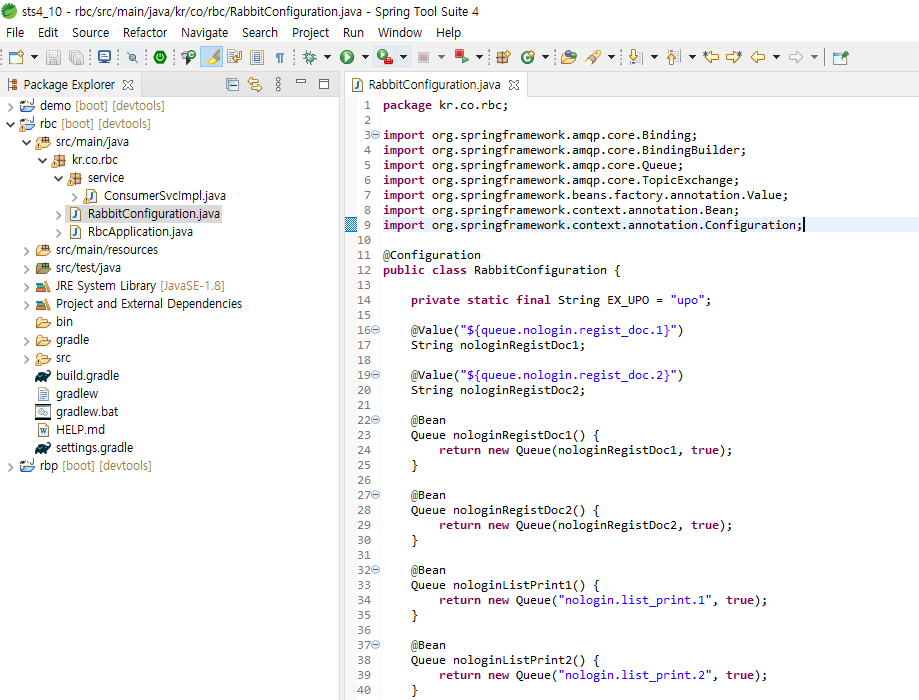 sts4_10 - rbc/src/main/java/kr/co/rbc/RabbitConfiguration.java - Spring Tool Suite 4
File Edit Source Refactor Navigate Search Project Run Window Help
Package Explorer
demo [boot] [devtools]
rbc [boot] [devtools]
src/main/java
kr.co.rbc
service
ConsumerSvcImpl.java
RabbitConfiguration.java
RbcApplication.java
src/main/resources
src/test/java
JRE System Library [JavaSE-1.8]
Project and External Dependencies
bin
gradle
src
build.gradle
gradlew
gradlew.bat
HELP.md
settings.gradle
rbp [boot] [devtools]
RabbitConfiguration.java
1 package kr.co.rbc;
2
3 import org.springframework.amqp.core.Binding;
4 import org.springframework.amqp.core.BindingBuilder;
5 import org.springframework.amqp.core.Queue;
6 import org.springframework.amqp.core.TopicExchange;
7 import org.springframework.beans.factory.annotation.Value;
8 import org.springframework.context.annotation.Bean;
9 import org.springframework.context.annotation.Configuration;
10
11 @Configuration
12 public class RabbitConfiguration {
13
14 private static final String EX_UPO = "upo";
15
16 @Value("${queue.nologin.regist_doc.1}")
17 String nologinRegistDoc1;
18
19 @Value("${queue.nologin.regist_doc.2}")
20 String nologinRegistDoc2;
21
22 @Bean
23 Queue nologinRegistDoc1() {
24 return new Queue(nologinRegistDoc1, true);
25 }
26
27 @Bean
28 Queue nologinRegistDoc2() {
29 return new Queue(nologinRegistDoc2, true);
30 }
31
32 @Bean
33 Queue nologinListPrint1() {
34 return new Queue("nologin.list_print.1", true);
35 }
36
37 @Bean
38 Queue nologinListPrint2() {
39 return new Queue("nologin.list_print.2", true);
40 }